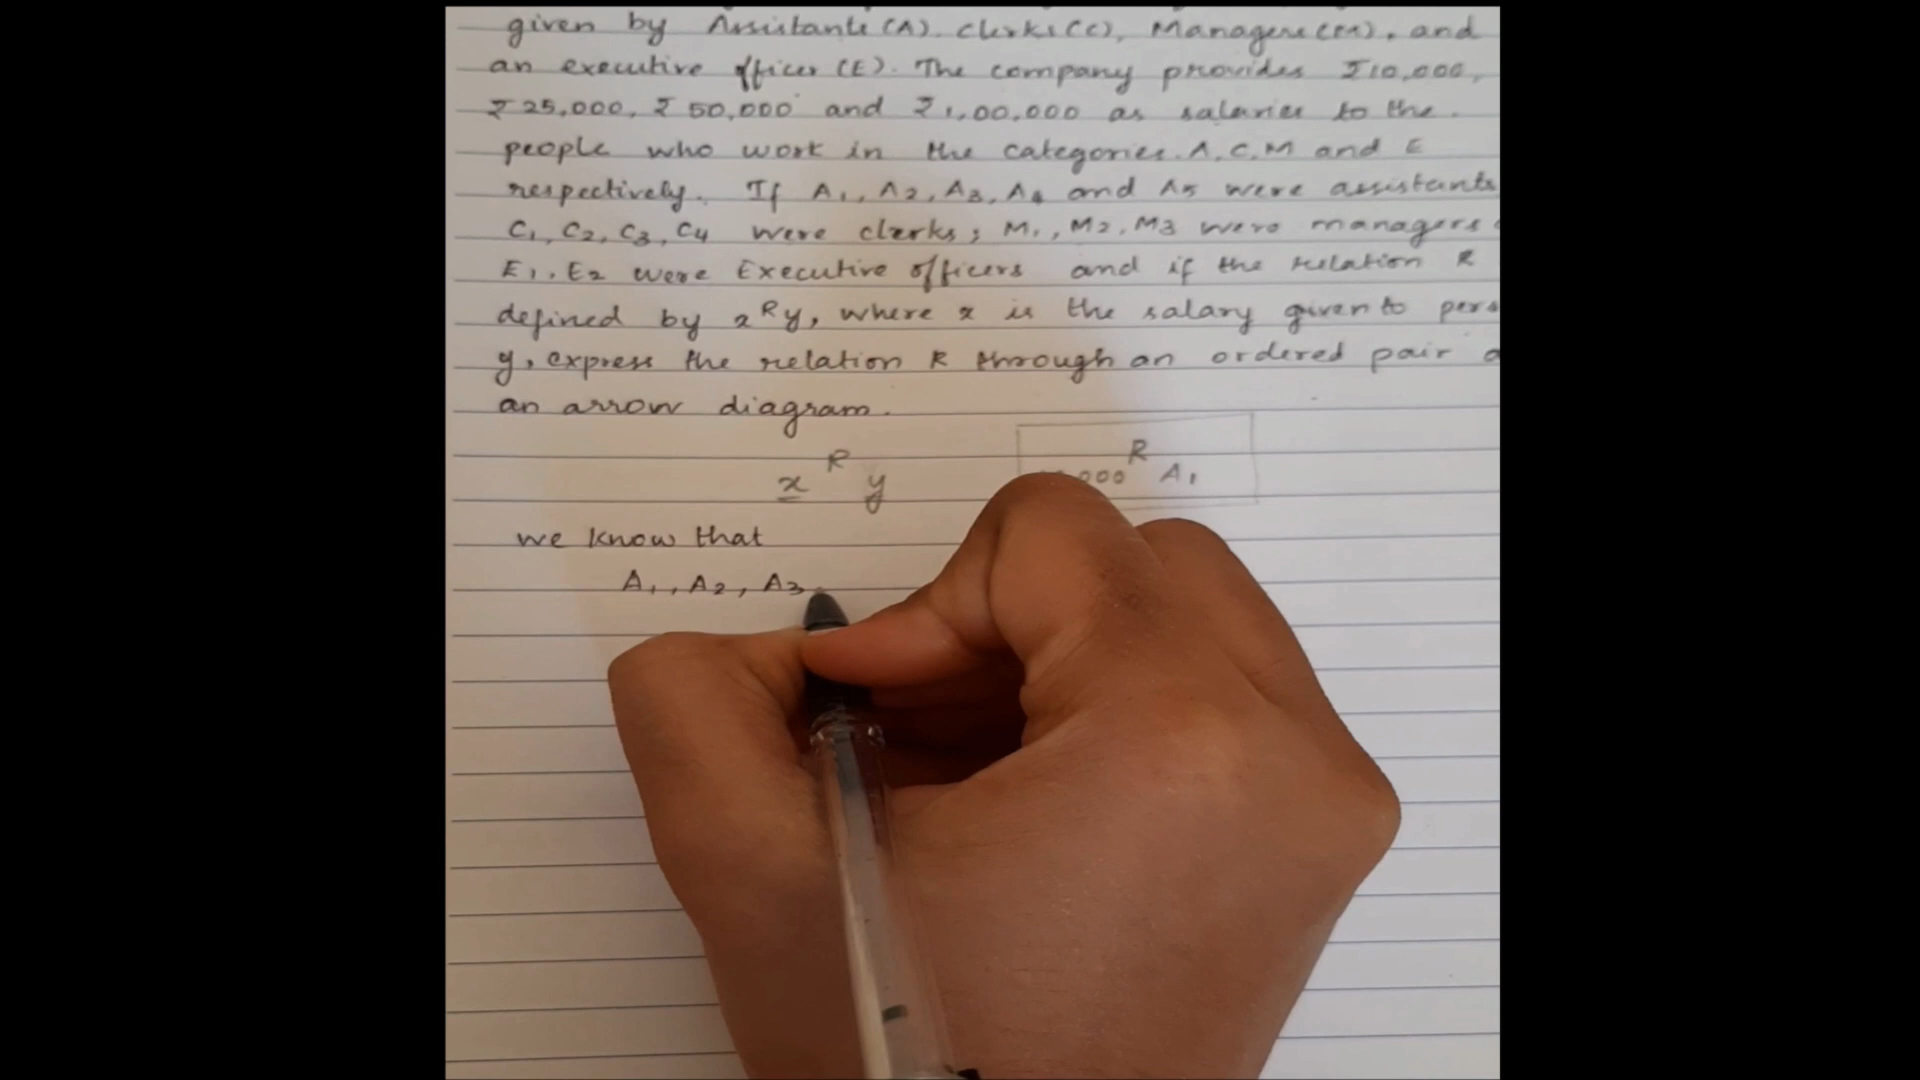 given by Assistants (A), Clerks (C), Managers (M), and
an executive officer (E). The company provides ₹10,000,
₹25,000, ₹50,000 and ₹1,00,000 as salaries to the
people who work in the categories A, C, M and E
respectively. If A1, A2, A3, A4 and A5 were assistants
C1, C2, C3, C4 were clerks; M1, M2, M3 were managers
E1, E2 were Executive officers and if the relation R
defined by x R y, where x is the salary given to pers
y, express the relation R through an ordered pair
an arrow diagram.
x R y
000 R A1
we know that
A1, A2, A3,